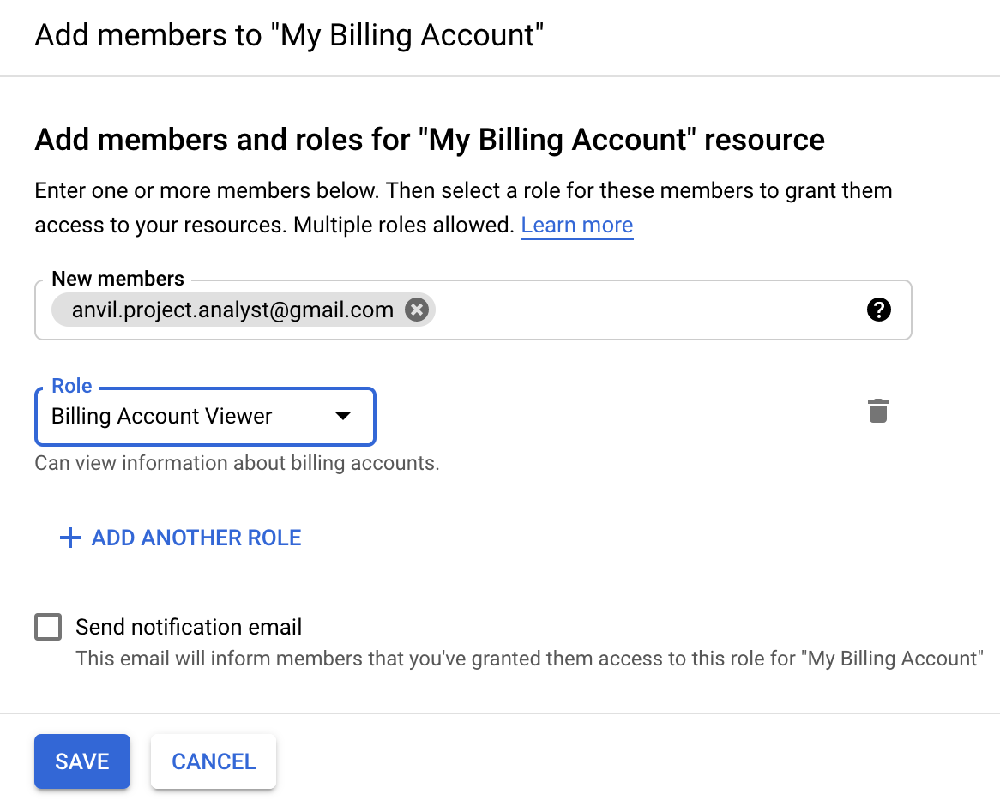 Add members to "My Billing Account"
Add members and roles for "My Billing Account" resource
Enter one or more members below. Then select a role for these members to grant them
access to your resources. Multiple roles allowed. Learn more
New members
anvil.project.analyst@gmail.com
Role
Billing Account Viewer
Can view information about billing accounts.
+ ADD ANOTHER ROLE
Send notification email
This email will inform members that you've granted them access to this role for "My Billing Account"
SAVE CANCEL